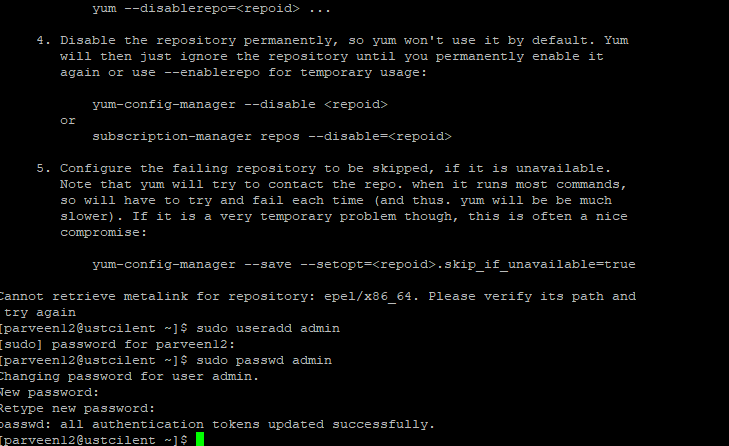 yum --disablerepo=<repoid> ...
4. Disable the repository permanently, so yum won't use it by default. Yum
will then just ignore the repository until you permanently enable it
again or use --enablerepo for temporary usage:
yum-config-manager --disable <repoid>
or
subscription-manager repos --disable=<repoid>
5. Configure the failing repository to be skipped, if it is unavailable.
Note that yum will try to contact the repo. when it runs most commands,
so will have to try and fail each time (and thus. yum will be be much
slower). If it is a very temporary problem though, this is often a nice
compromise:
yum-config-manager --save --setopt=<repoid>.skip_if_unavailable=true
Cannot retrieve metalink for repository: epel/x86_64. Please verify its path and
try again
[parveen12@ustcilent ~]$ sudo useradd admin
[sudo] password for parveen12:
[parveen12@ustcilent ~]$ sudo passwd admin
Changing password for user admin.
New password:
Retype new password:
passwd: all authentication tokens updated successfully.
[parveen12@ustcilent ~]$